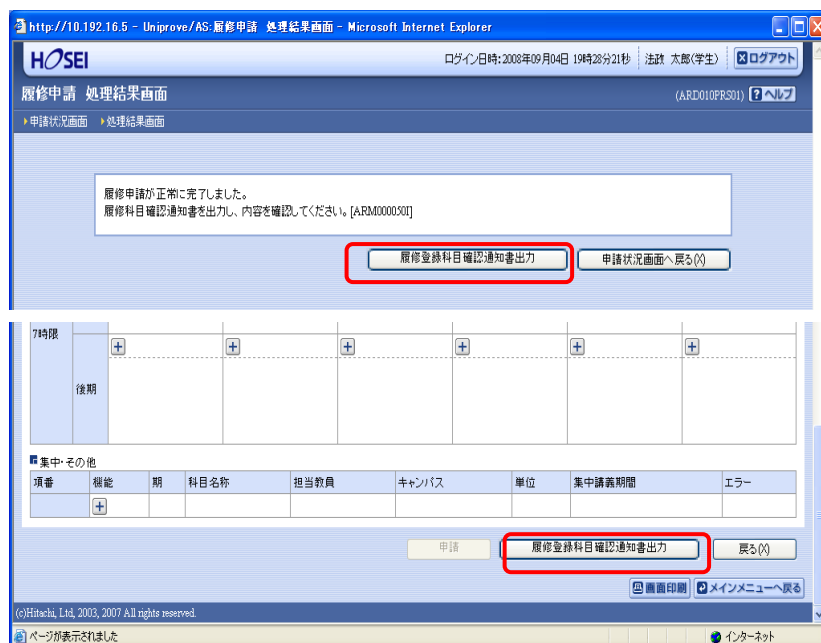 http://10.192.16.5 - Uniprove/AS:履修申請 処理結果画面 - Microsoft Internet Explorer
HOSEI ログイン日時:2008年09月04日 19時28分21秒 法政 太郎(学生) ログアウト
履修申請 処理結果画面 (ARD010PRS01) ? ヘルプ
申請状況画面 処理結果画面
履修申請が正常に完了しました。
履修科目確認通知書を出力し、内容を確認してください。[ARM000050I]
履修登録科目確認通知書出力 申請状況画面へ戻る(X)
7時限
+ + + + + +
後期
集中・その他
項番 機能 期 科目名称 担当教員 キャンパス 単位 集中講義期間 エラー
+
申請 履修登録科目確認通知書出力 戻る(X)
画面印刷 メインメニューへ戻る
(c)Hitachi, Ltd, 2003, 2007 All rights reserved.
ページが表示されました インターネット